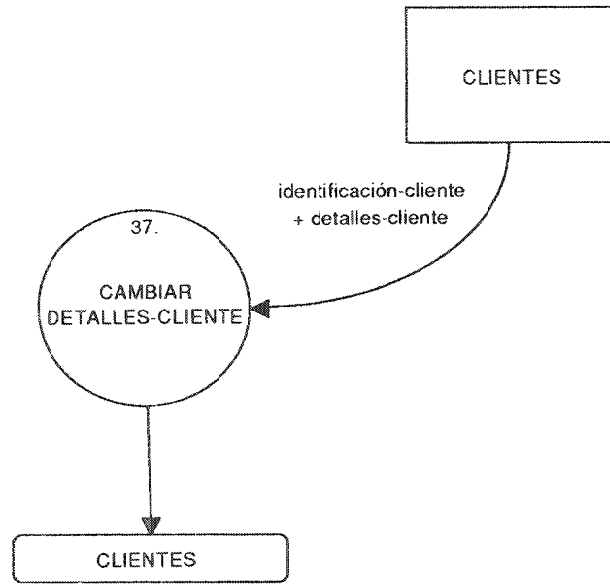 CLIENTES
identificación-cliente
+ detalles-cliente
37.
CAMBIAR
DETALLES-CLIENTE
CLIENTES